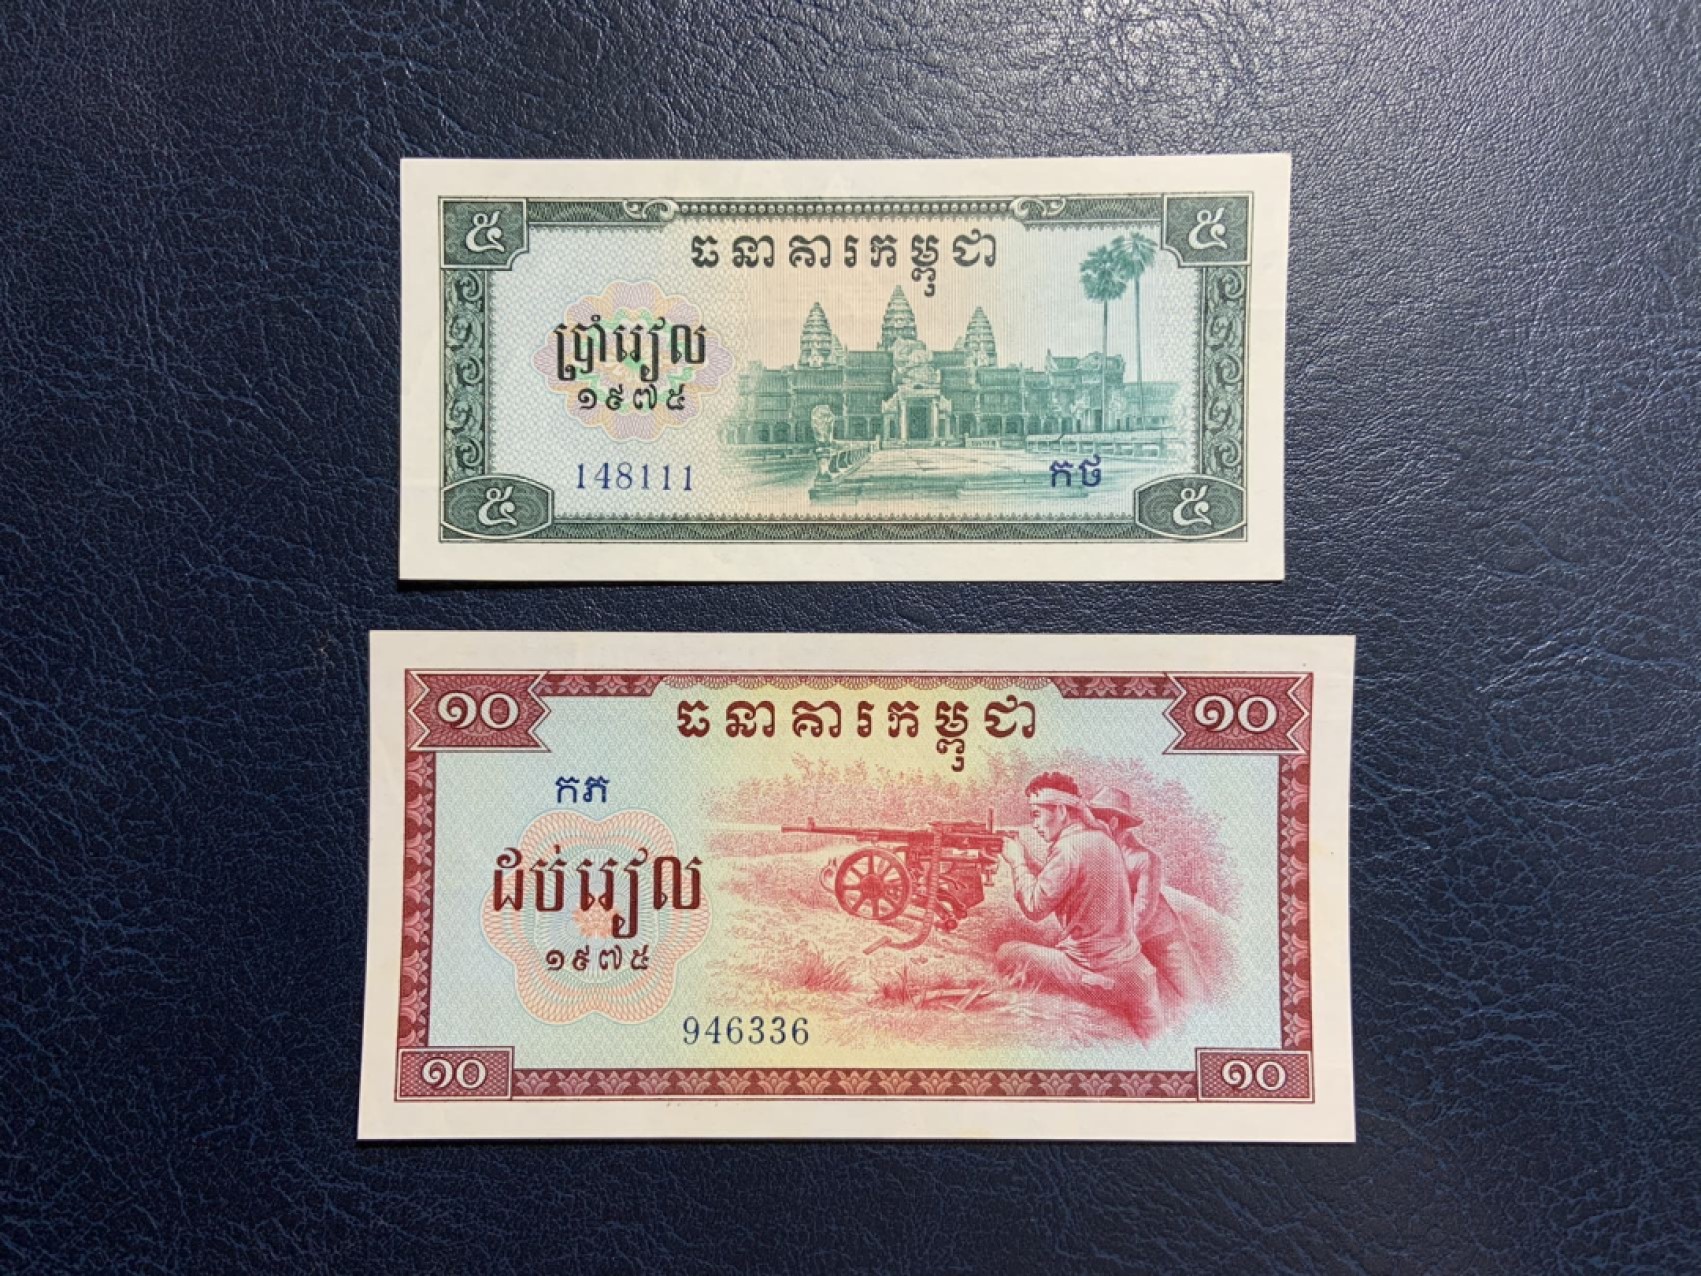 ៥ ៥
ធនាគារកម្ពុជា
ប្រាំរៀល
១៩៧៥
148111 កថ
៥ ៥
១០ ១០
ធនាគារកម្ពុជា
កភ
ដប់រៀល
១៩៧៥
946336
១០ ១០